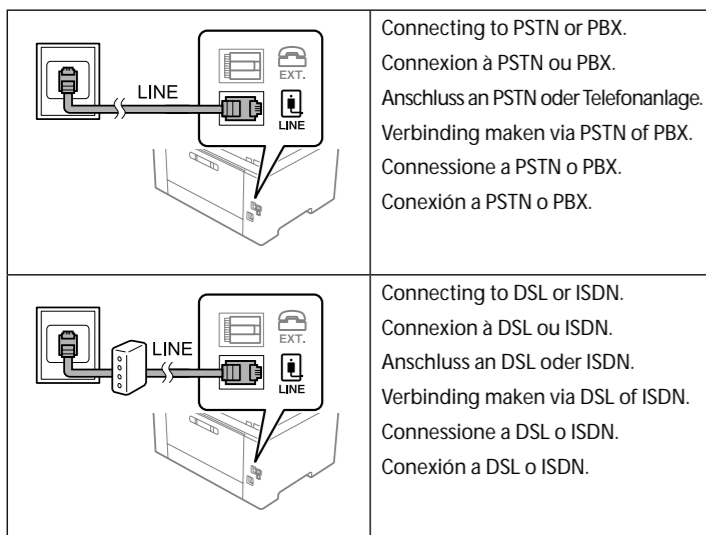 EXT.
LINE
LINE
Connecting to PSTN or PBX.
Connexion à PSTN ou PBX.
Anschluss an PSTN oder Telefonanlage.
Verbinding maken via PSTN of PBX.
Connessione a PSTN o PBX.
Conexión a PSTN o PBX.
EXT.
LINE
LINE
Connecting to DSL or ISDN.
Connexion à DSL ou ISDN.
Anschluss an DSL oder ISDN.
Verbinding maken via DSL of ISDN.
Connessione a DSL o ISDN.
Conexión a DSL o ISDN.